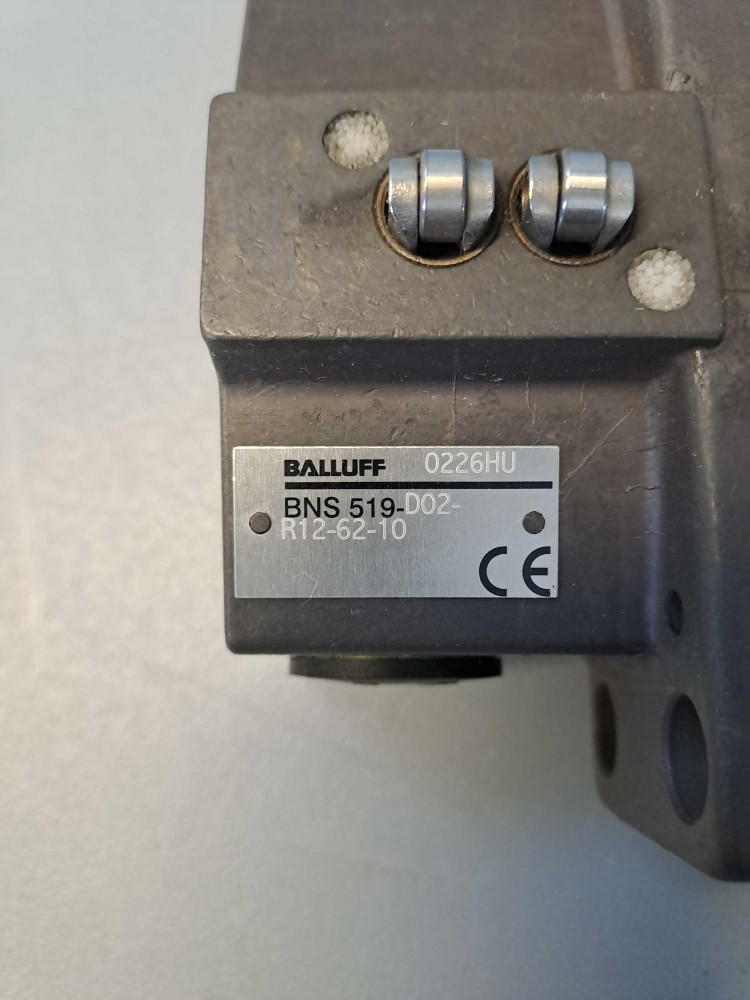 BALLUFF 0226HU
BNS 519-D02-
R12-62-10
CE